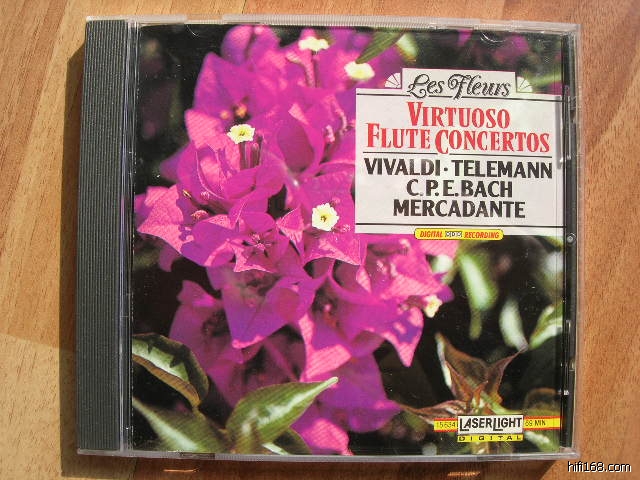 Les Fleurs
VIRTUOSO
FLUTE CONCERTOS
VIVALDI · TELEMANN
C.P.E. BACH
MERCADANTE
DIGITAL DDD RECORDING
15 634 LASERLIGHT 69 MIN
DIGITAL
hifi168.com